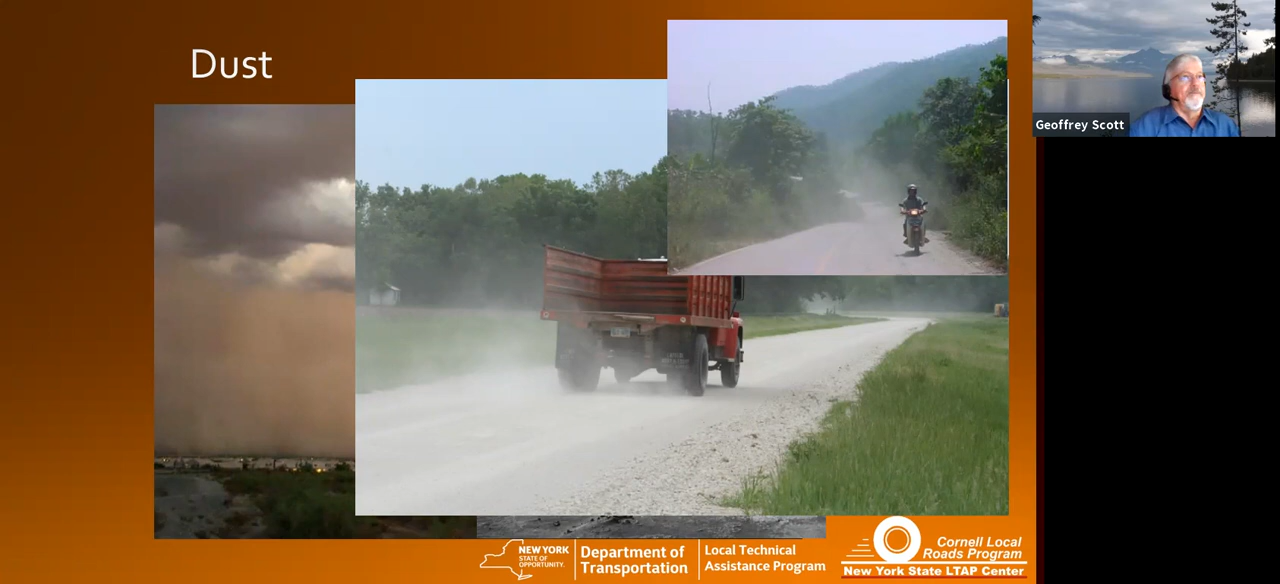 Dust
Geoffrey Scott
NEW YORK
STATE OF
OPPORTUNITY.
Department of
Transportation
Local Technical
Assistance Program
Cornell Local
Roads Program
New York State LTAP Center